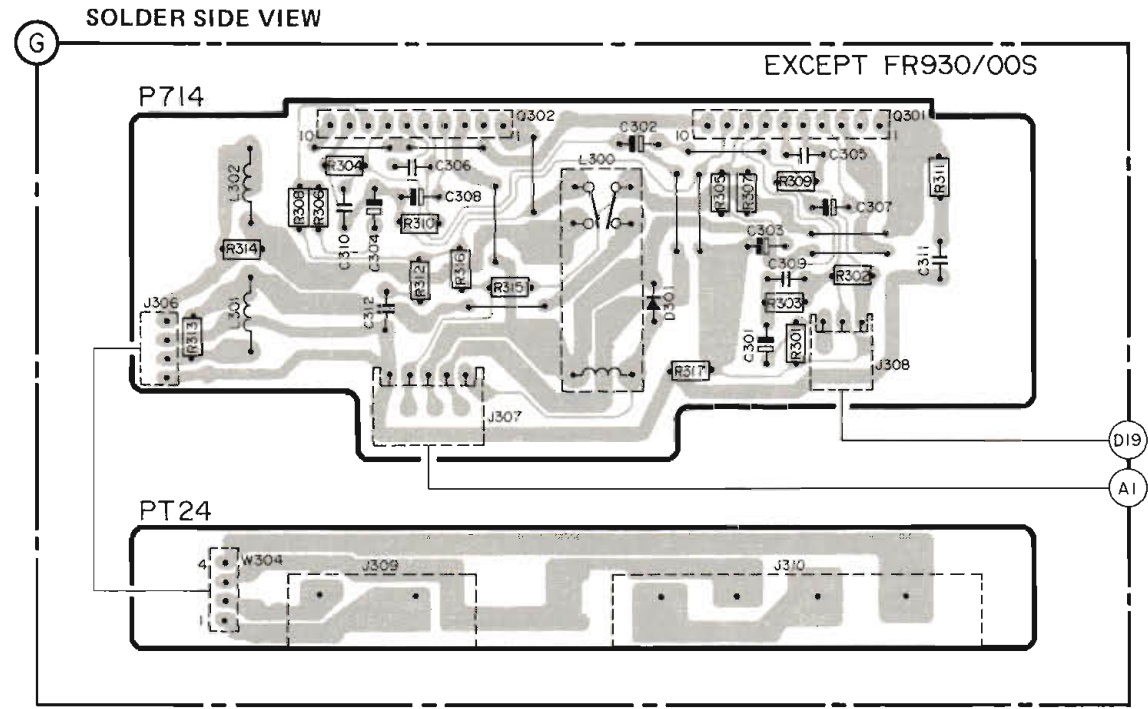 SOLDER SIDE VIEW
G
EXCEPT FR930/00S
P714
Q302
10
1
Q301
10
1
C302
L300
C305
L302
R304
C306
R311
R308
R306
C308
R305
R307
R309
C310
C304
R310
C307
R314
C303
C311
R316
R312
R315
C309
R302
J306
L301
C312
D301
R303
R313
C301
R301
R317
J308
J307
D19
A1
PT24
4
W304
J309
J310
1